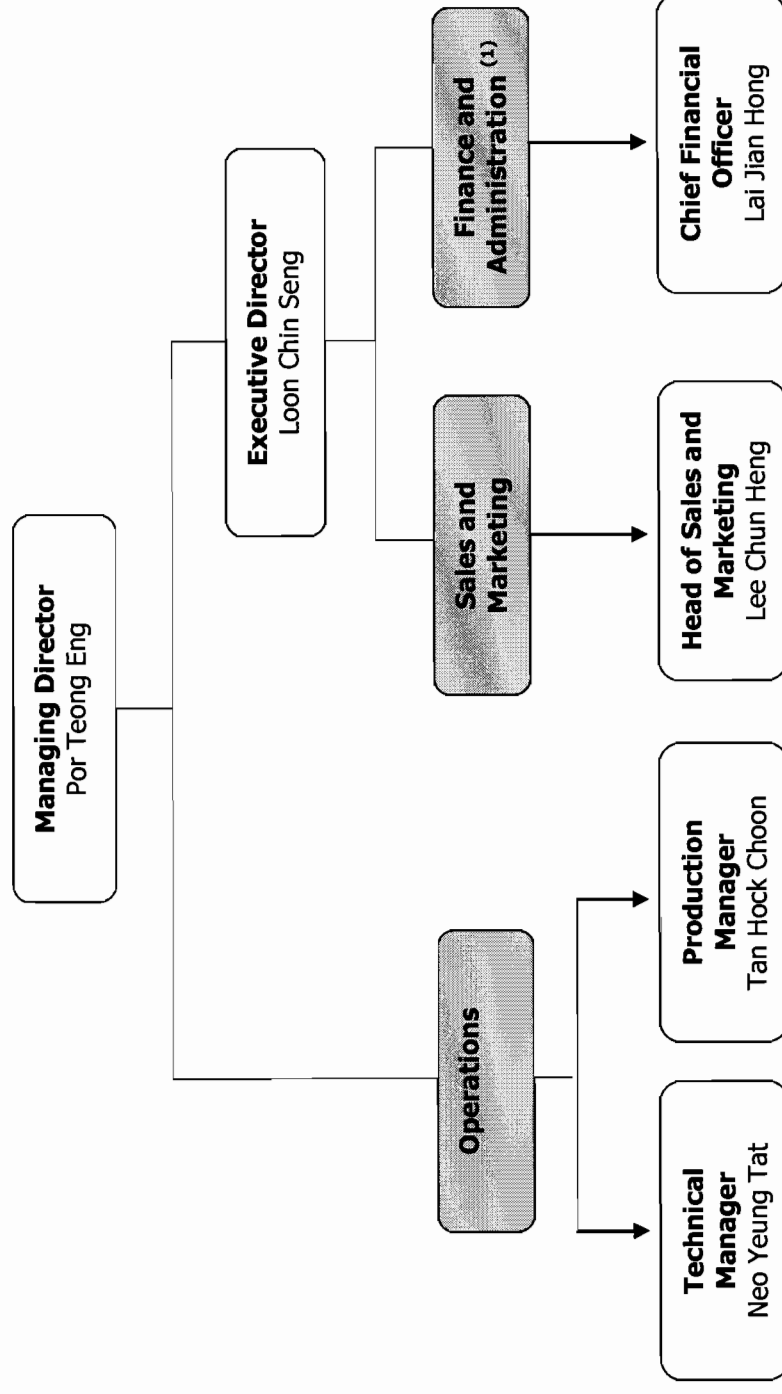 Managing Director
Por Teong Eng
Executive Director
Loon Chin Seng
Operations
Sales and
Marketing
Finance and
Administration (1)
Technical
Manager
Neo Yeung Tat
Production
Manager
Tan Hock Choon
Head of Sales and
Marketing
Lee Chun Heng
Chief Financial
Officer
Lai Jian Hong